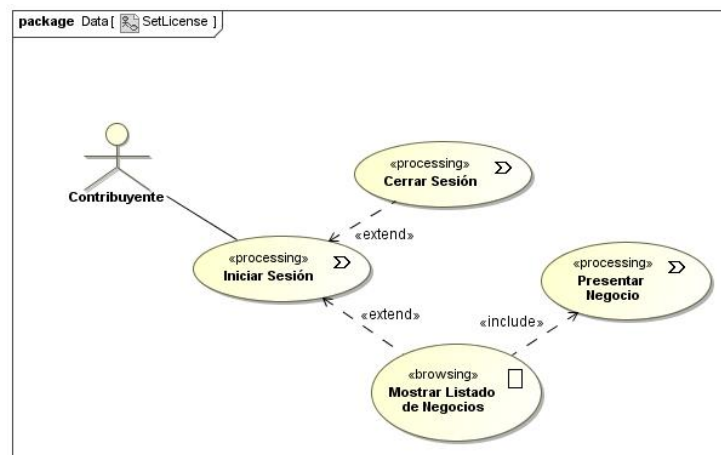 package Data [ SetLicense ]
Contribuyente
«processing»
Cerrar Sesión
«extend»
«processing»
Iniciar Sesión
«processing»
Presentar
Negocio
«extend»
«include»
«browsing»
Mostrar Listado
de Negocios